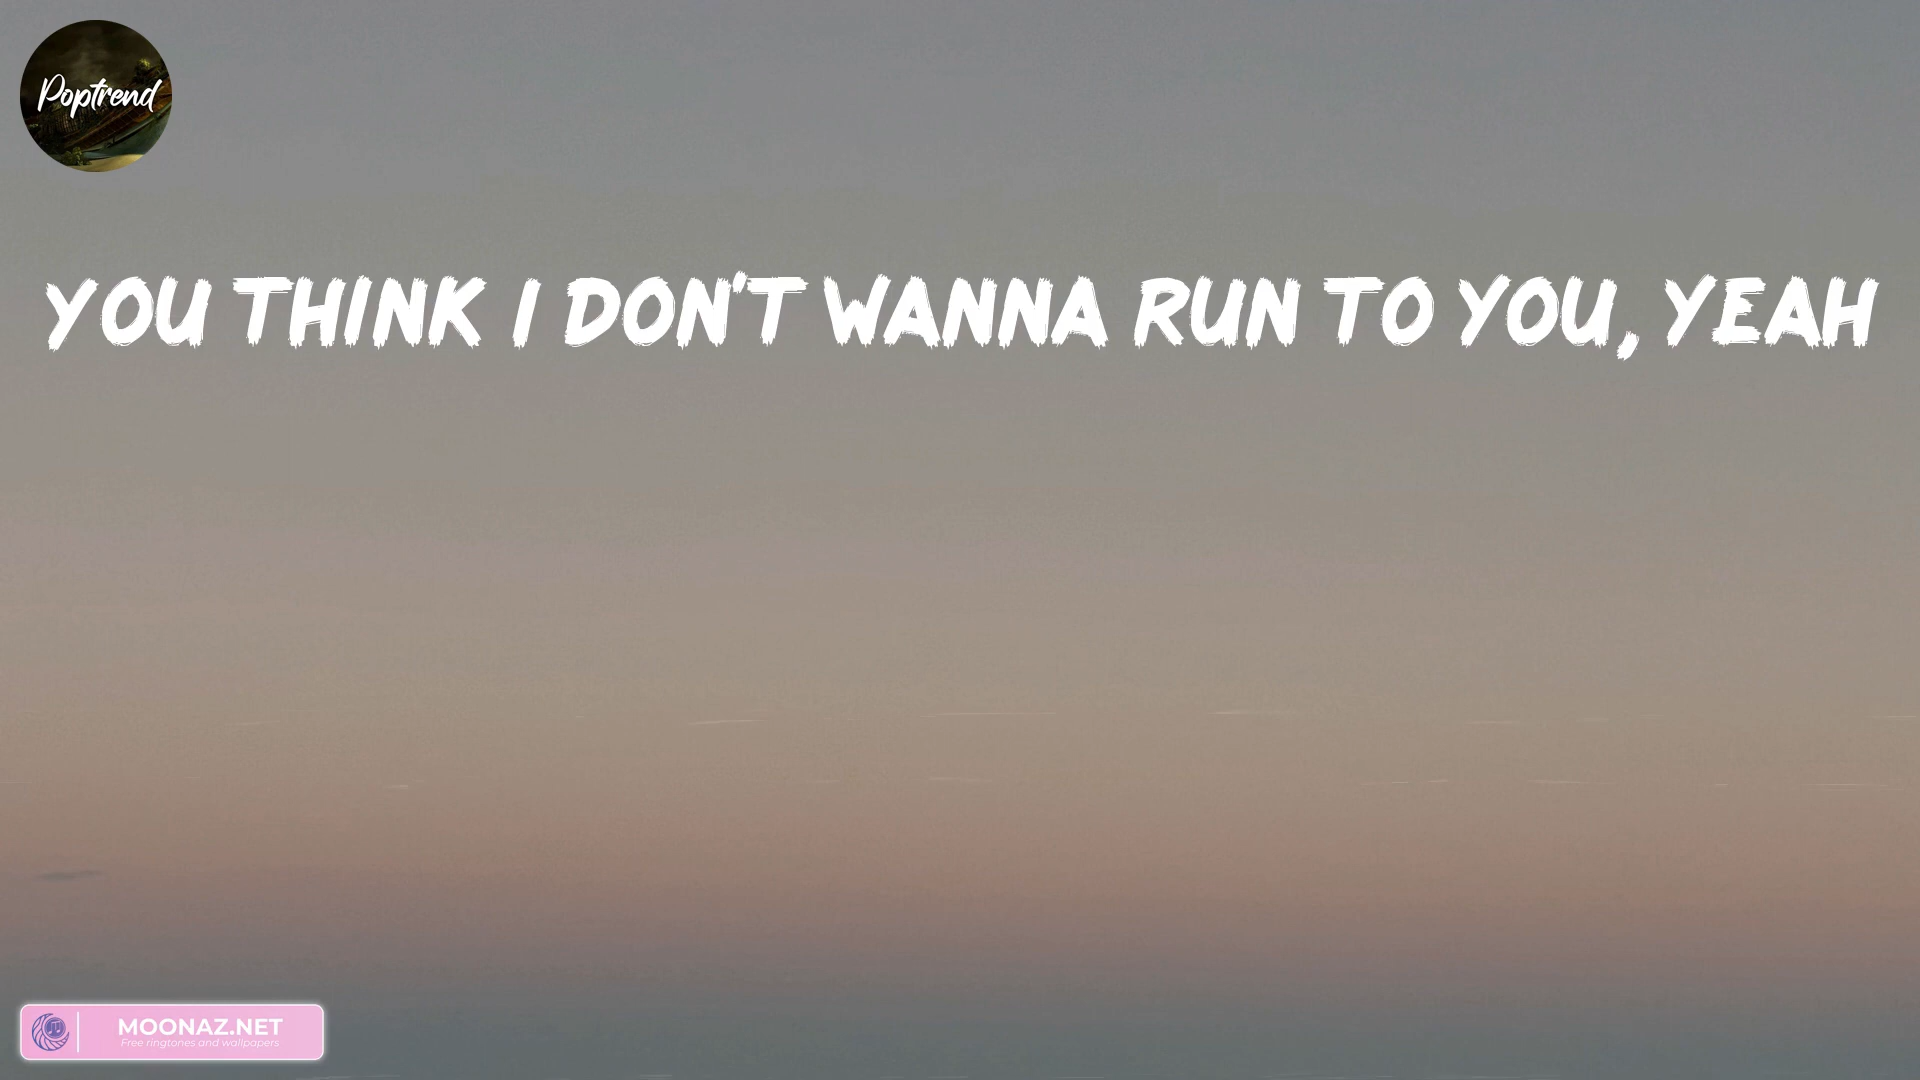 Poptrend
YOU THINK I DON'T WANNA RUN TO YOU, YEAH
MOONAZ.NET
Free ringtones and wallpapers